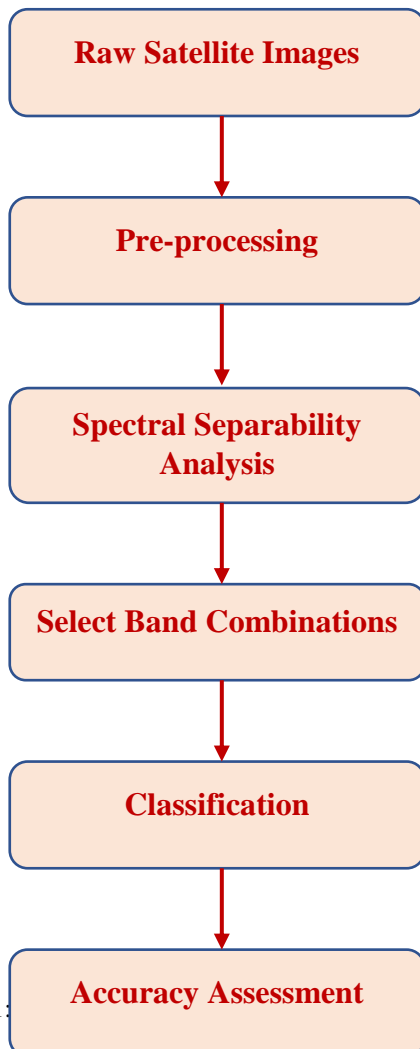 Raw Satellite Images
Pre-processing
Spectral Separability
Analysis
Select Band Combinations
Classification
Accuracy Assessment